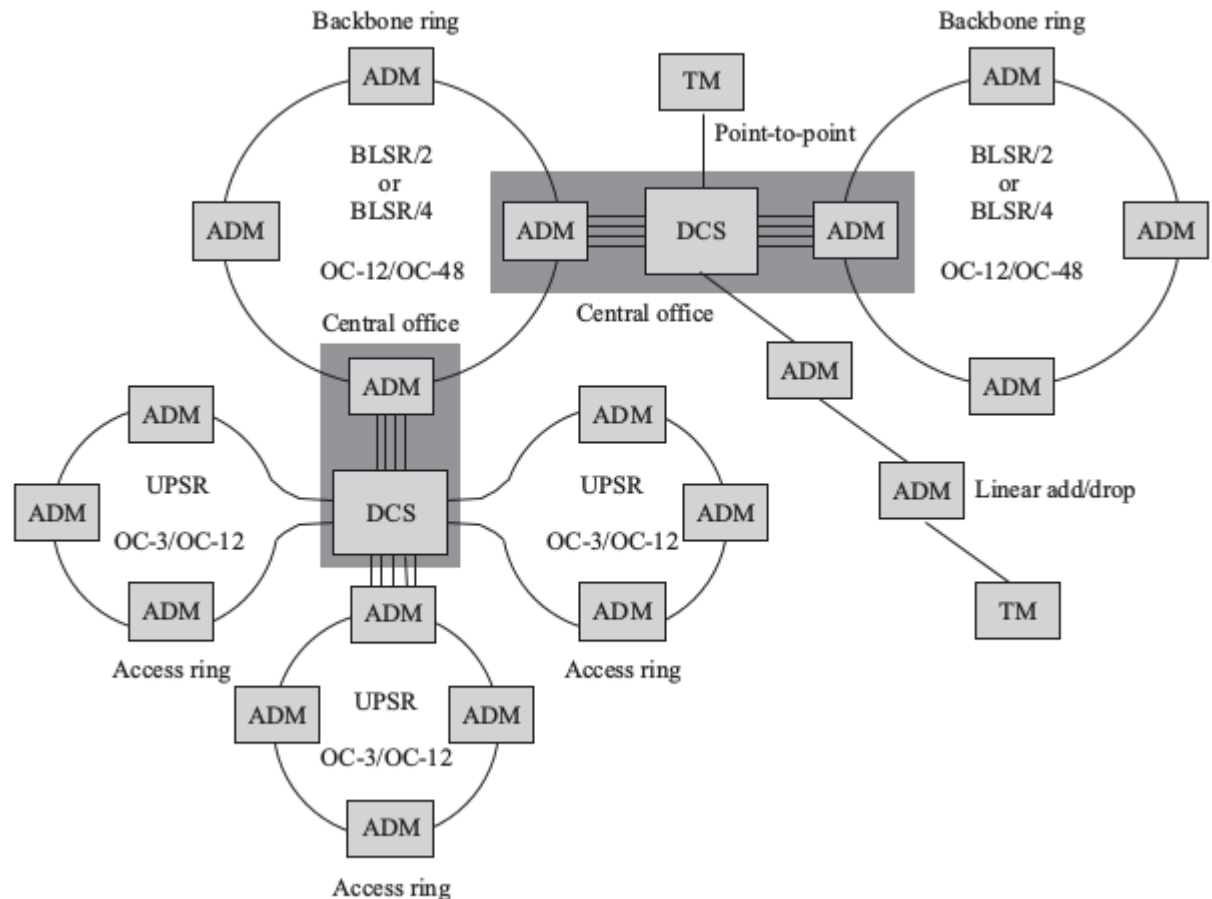 Backbone ring
Backbone ring
ADM
TM
ADM
Point-to-point
BLSR/2
or
BLSR/4
BLSR/2
or
BLSR/4
ADM
ADM
DCS
ADM
ADM
OC-12/OC-48
OC-12/OC-48
Central office
Central office
ADM
ADM
ADM
ADM
ADM
UPSR
UPSR
ADM
DCS
ADM
ADM
Linear add/drop
OC-3/OC-12
OC-3/OC-12
ADM
ADM
ADM
TM
Access ring
Access ring
ADM
UPSR
ADM
OC-3/OC-12
ADM
Access ring